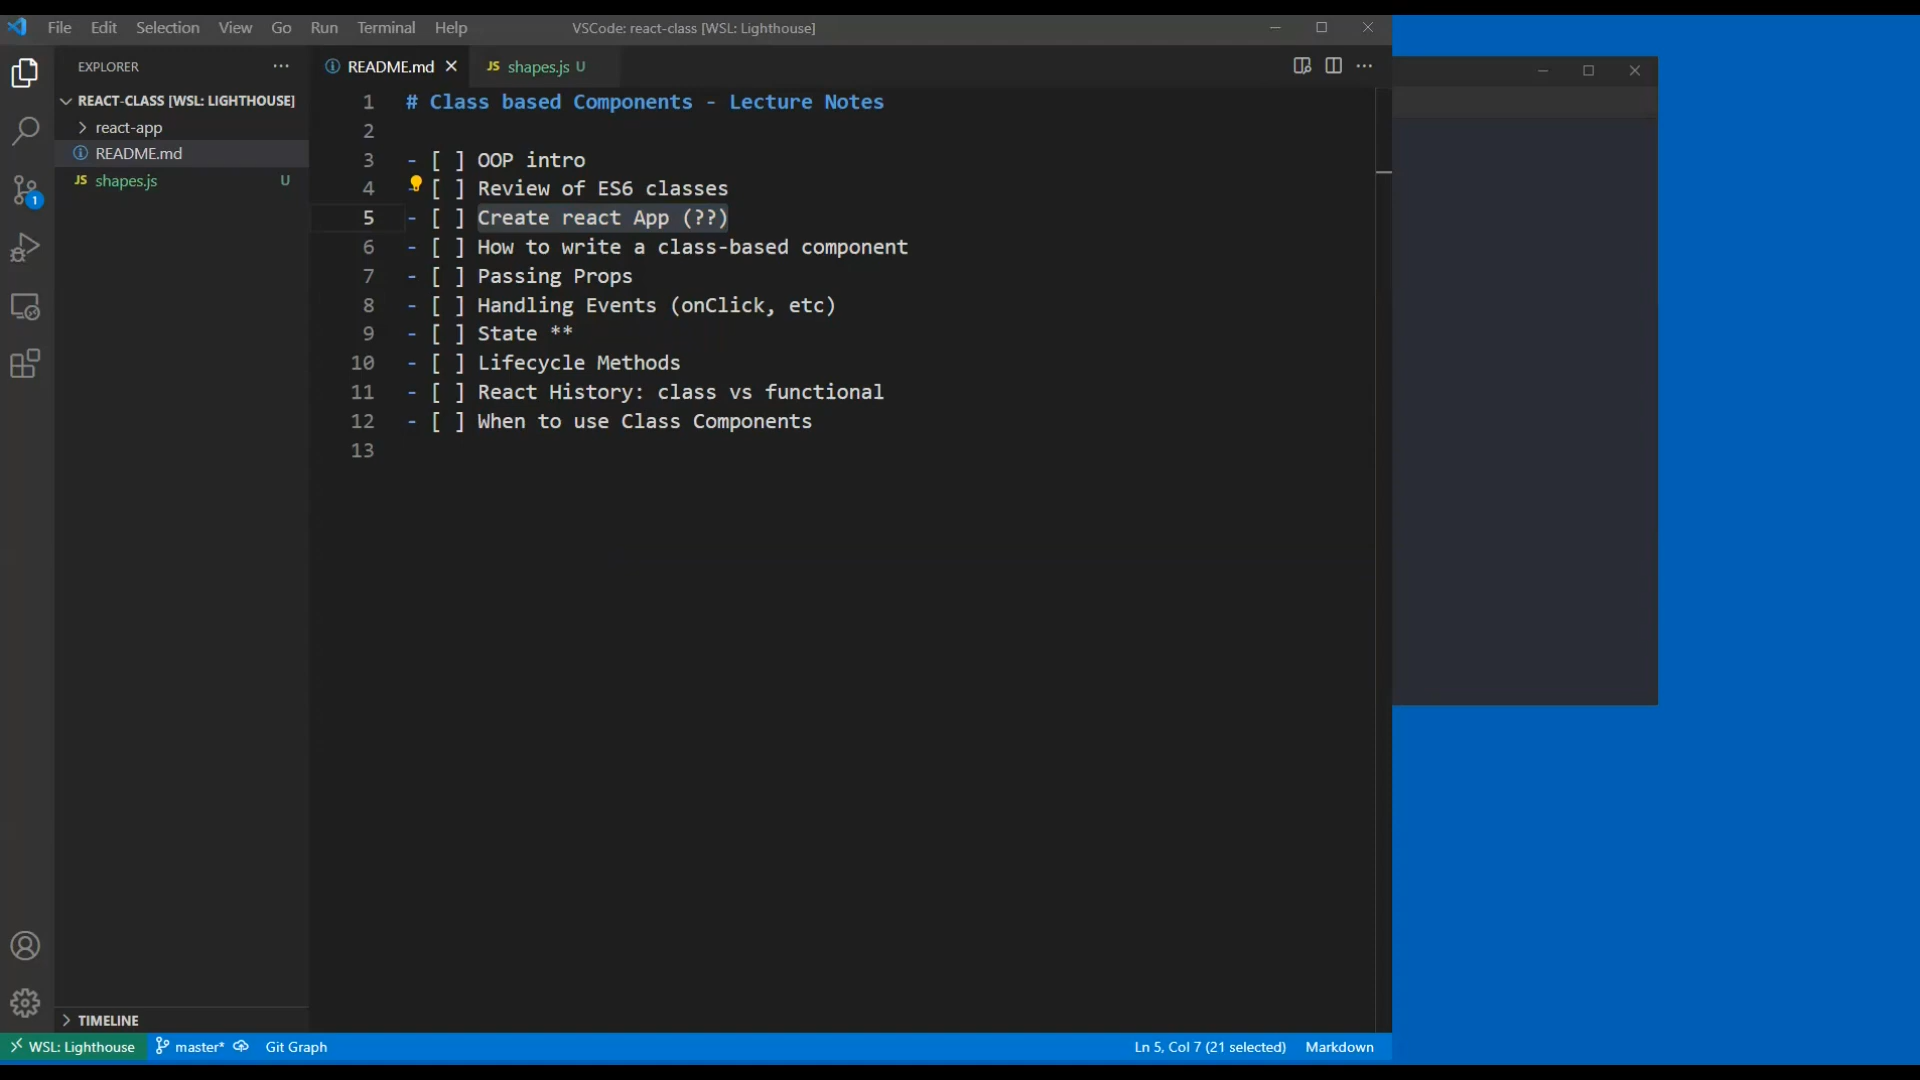 File Edit Selection View Go Run Terminal Help VSCode: react-class [WSL: Lighthouse]
EXPLORER
README.md
JS shapes.js U
REACT-CLASS [WSL: LIGHTHOUSE]
react-app
README.md
JS shapes.js U
1 # Class based Components - Lecture Notes
2
3 - [ ] OOP intro
4 - [ ] Review of ES6 classes
5 - [ ] Create react App (??)
6 - [ ] How to write a class-based component
7 - [ ] Passing Props
8 - [ ] Handling Events (onClick, etc)
9 - [ ] State **
10 - [ ] Lifecycle Methods
11 - [ ] React History: class vs functional
12 - [ ] When to use Class Components
13
1
TIMELINE
WSL: Lighthouse master* Git Graph Ln 5, Col 7 (21 selected) Markdown